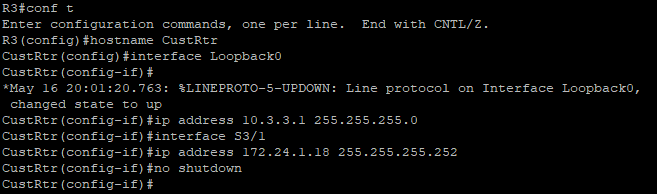 R3#conf t
Enter configuration commands, one per line.  End with CNTL/Z.
R3(config)#hostname CustRtr
CustRtr(config)#interface Loopback0
CustRtr(config-if)#
*May 16 20:01:20.763: %LINEPROTO-5-UPDOWN: Line protocol on Interface Loopback0,
 changed state to up
CustRtr(config-if)#ip address 10.3.3.1 255.255.255.0
CustRtr(config-if)#interface S3/1
CustRtr(config-if)#ip address 172.24.1.18 255.255.255.252
CustRtr(config-if)#no shutdown
CustRtr(config-if)#